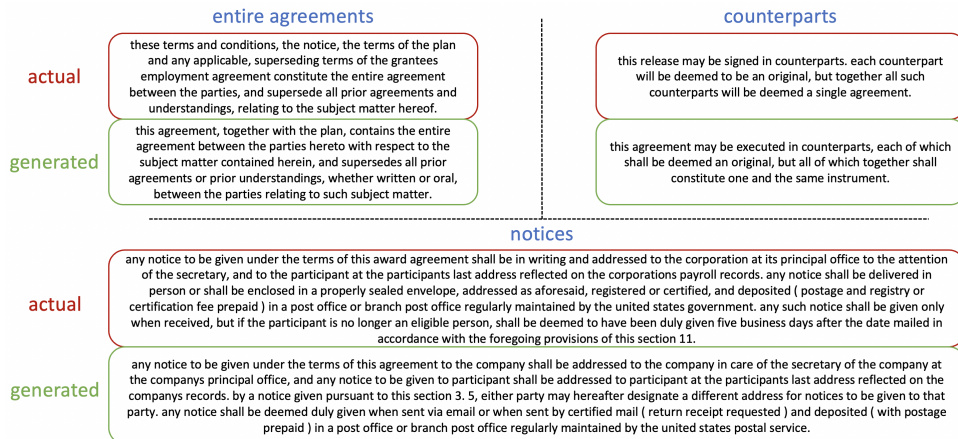 entire agreements
counterparts
actual
these terms and conditions, the notice, the terms of the plan
and any applicable, superseding terms of the grantees
employment agreement constitute the entire agreement
between the parties, and supersede all prior agreements and
understandings, relating to the subject matter hereof.
this release may be signed in counterparts. each counterpart
will be deemed to be an original, but together all such
counterparts will be deemed a single agreement.
generated
this agreement, together with the plan, contains the entire
agreement between the parties hereto with respect to the
subject matter contained herein, and supersedes all prior
agreements or prior understandings, whether written or oral,
between the parties relating to such subject matter.
this agreement may be executed in counterparts, each of which
shall be deemed an original, but all of which together shall
constitute one and the same instrument.
notices
actual
any notice to be given under the terms of this award agreement shall be in writing and addressed to the corporation at its principal office to the attention
of the secretary, and to the participant at the participants last address reflected on the corporations payroll records. any notice shall be delivered in
person or shall be enclosed in a properly sealed envelope, addressed as aforesaid, registered or certified, and deposited ( postage and registry or
certification fee prepaid ) in a post office or branch post office regularly maintained by the united states government. any such notice shall be given only
when received, but if the participant is no longer an eligible person, shall be deemed to have been duly given five business days after the date mailed in
accordance with the foregoing provisions of this section 11.
generated
any notice to be given under the terms of this agreement to the company shall be addressed to the company in care of the secretary of the company at
the companys principal office, and any notice to be given to participant shall be addressed to participant at the participants last address reflected on the
companys records. by a notice given pursuant to this section 3. 5, either party may hereafter designate a different address for notices to be given to that
party. any notice shall be deemed duly given when sent via email or when sent by certified mail ( return receipt requested ) and deposited ( with postage
prepaid ) in a post office or branch post office regularly maintained by the united states postal service.